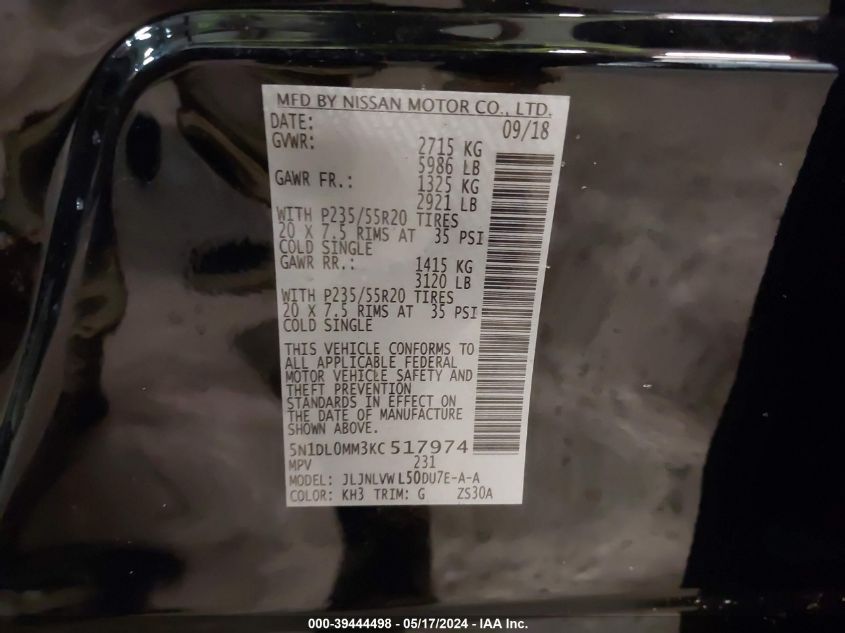 MFD BY NISSAN MOTOR CO., LTD.
DATE: 09/18
GVWR: 2715 KG
5986 LB
GAWR FR.: 1325 KG
2921 LB
WITH P235/55R20 TIRES
20 X 7.5 RIMS AT 35 PSI
COLD SINGLE
GAWR RR.: 1415 KG
3120 LB
WITH P235/55R20 TIRES
20 X 7.5 RIMS AT 35 PSI
COLD SINGLE
THIS VEHICLE CONFORMS TO
ALL APPLICABLE FEDERAL
MOTOR VEHICLE SAFETY AND
THEFT PREVENTION
STANDARDS IN EFFECT ON
THE DATE OF MANUFACTURE
SHOWN ABOVE.
5N1DL0MM3KC517974
MPV 231
MODEL: JLJNLVWL50DU7E-A-A
COLOR: KH3 TRIM: G ZS30A
000-39444498 - 05/17/2024 - IAA Inc.